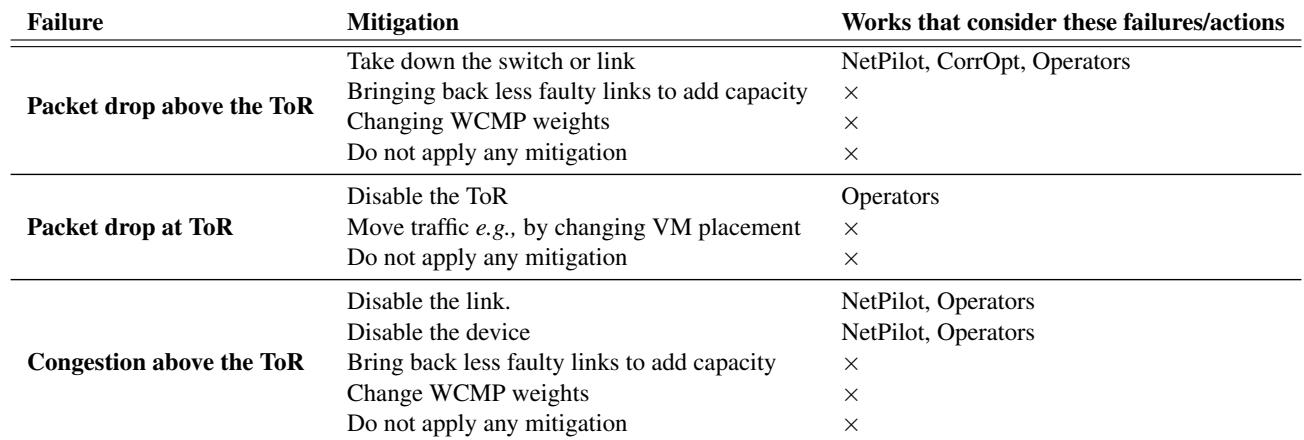 Failure Mitigation Works that consider these failures/actions
Take down the switch or link NetPilot, CorrOpt, Operators
Bringing back less faulty links to add capacity ×
Packet drop above the ToR
Changing WCMP weights ×
Do not apply any mitigation ×
Disable the ToR Operators
Packet drop at ToR Move traffic e.g., by changing VM placement ×
Do not apply any mitigation ×
Disable the link. NetPilot, Operators
Disable the device NetPilot, Operators
Congestion above the ToR Bring back less faulty links to add capacity ×
Change WCMP weights ×
Do not apply any mitigation ×